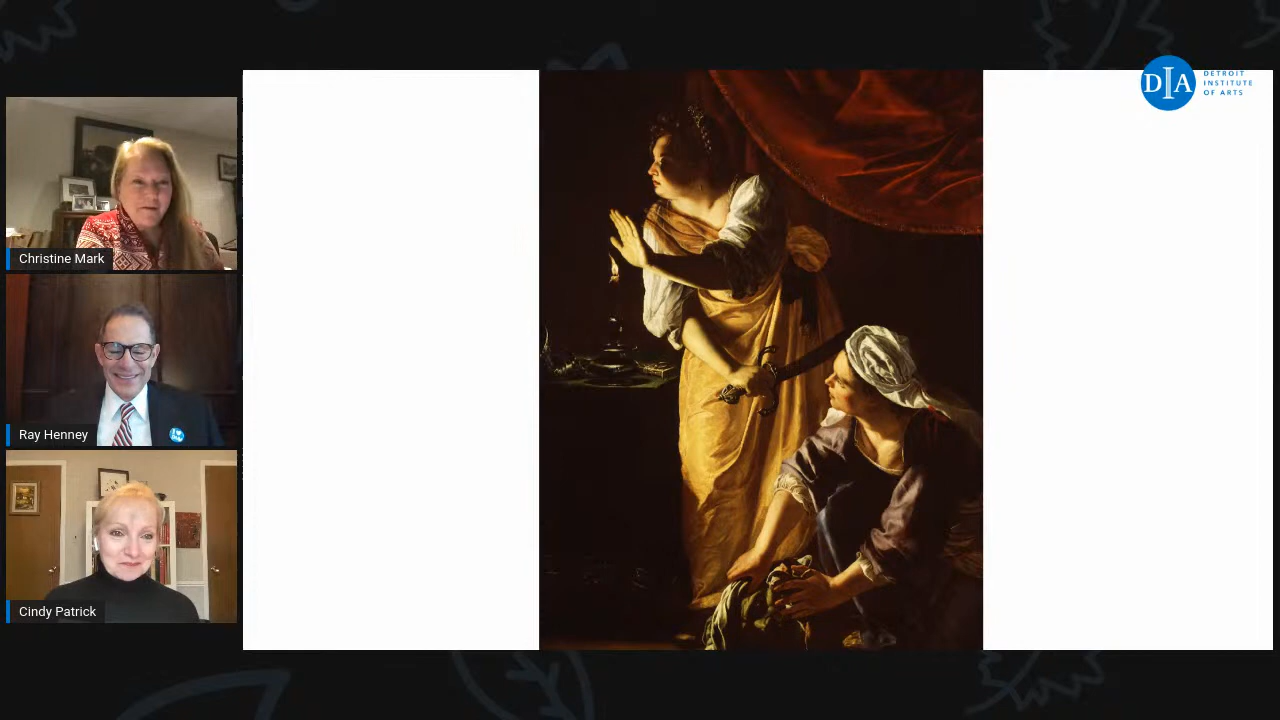 Christine Mark
Ray Henney
Cindy Patrick
DIA
DETROIT
INSTITUTE
OF ARTS